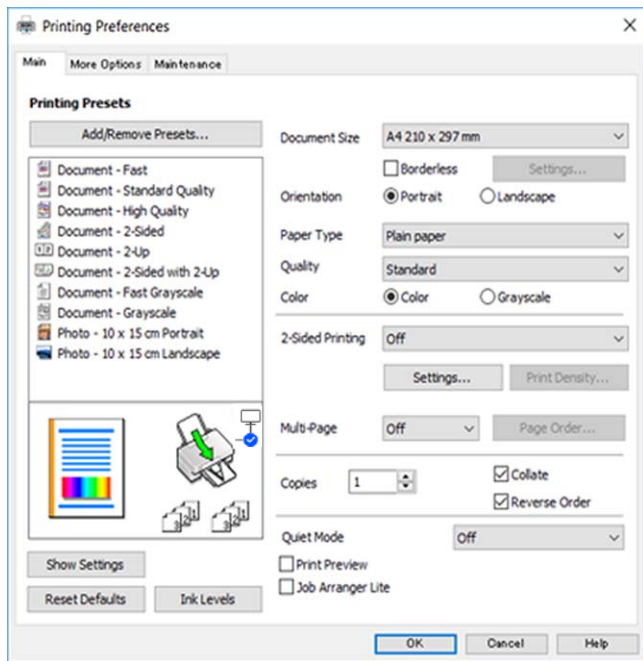 Printing Preferences
Main More Options Maintenance
Printing Presets
Add/Remove Presets...
Document - Fast
Document - Standard Quality
Document - High Quality
Document - 2-Sided
Document - 2-Up
Document - 2-Sided with 2-Up
Document - Fast Grayscale
Document - Grayscale
Photo - 10 x 15 cm Portrait
Photo - 10 x 15 cm Landscape
Show Settings
Reset Defaults Ink Levels
Document Size A4 210 x 297 mm
Borderless Settings...
Orientation Portrait Landscape
Paper Type Plain paper
Quality Standard
Color Color Grayscale
2-Sided Printing Off
Settings... Print Density...
Multi-Page Off Page Order...
Copies 1 Collate
Reverse Order
Quiet Mode Off
Print Preview
Job Arranger Lite
OK Cancel Help